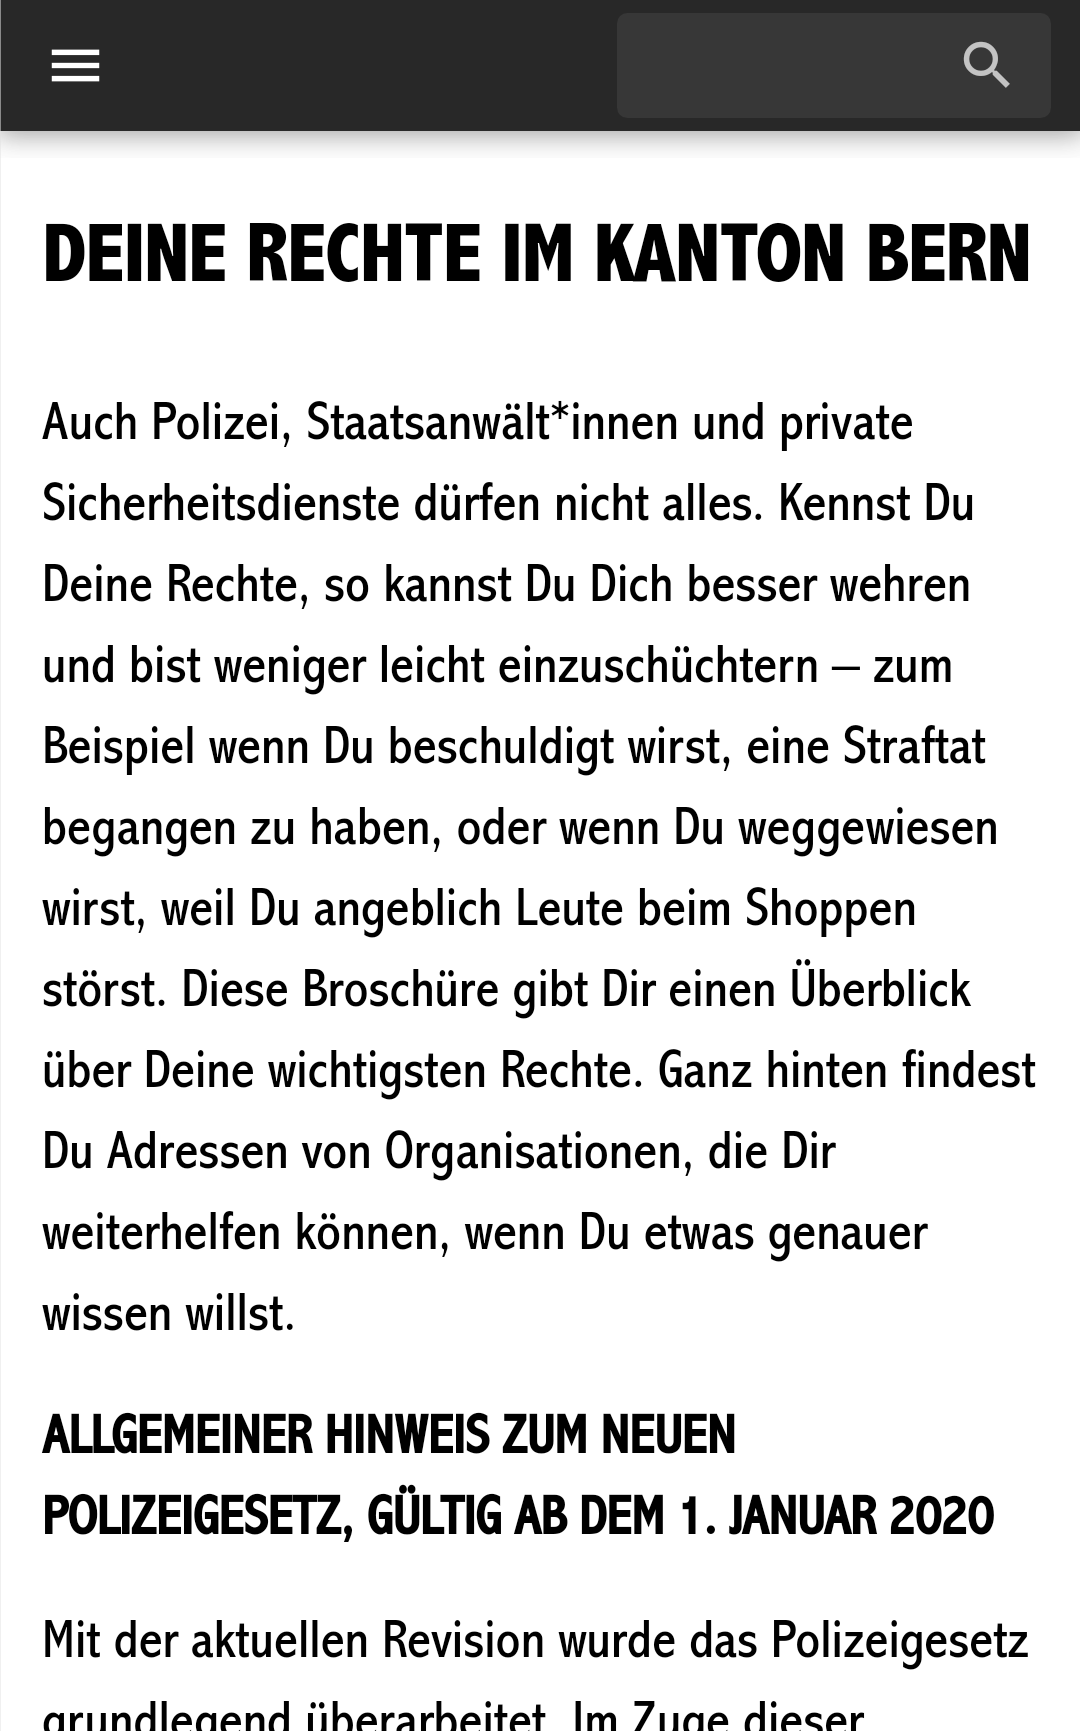 DEINE RECHTE IM KANTON BERN
Auch Polizei, Staatsanwält*innen und private
Sicherheitsdienste dürfen nicht alles. Kennst Du
Deine Rechte, so kannst Du Dich besser wehren
und bist weniger leicht einzuschüchtern – zum
Beispiel wenn Du beschuldigt wirst, eine Straftat
begangen zu haben, oder wenn Du weggewiesen
wirst, weil Du angeblich Leute beim Shoppen
störst. Diese Broschüre gibt Dir einen Überblick
über Deine wichtigsten Rechte. Ganz hinten findest
Du Adressen von Organisationen, die Dir
weiterhelfen können, wenn Du etwas genauer
wissen willst.
ALLGEMEINER HINWEIS ZUM NEUEN
POLIZEIGESETZ, GÜLTIG AB DEM 1. JANUAR 2020
Mit der aktuellen Revision wurde das Polizeigesetz
grundlegend überarbeitet. Im Zuge dieser